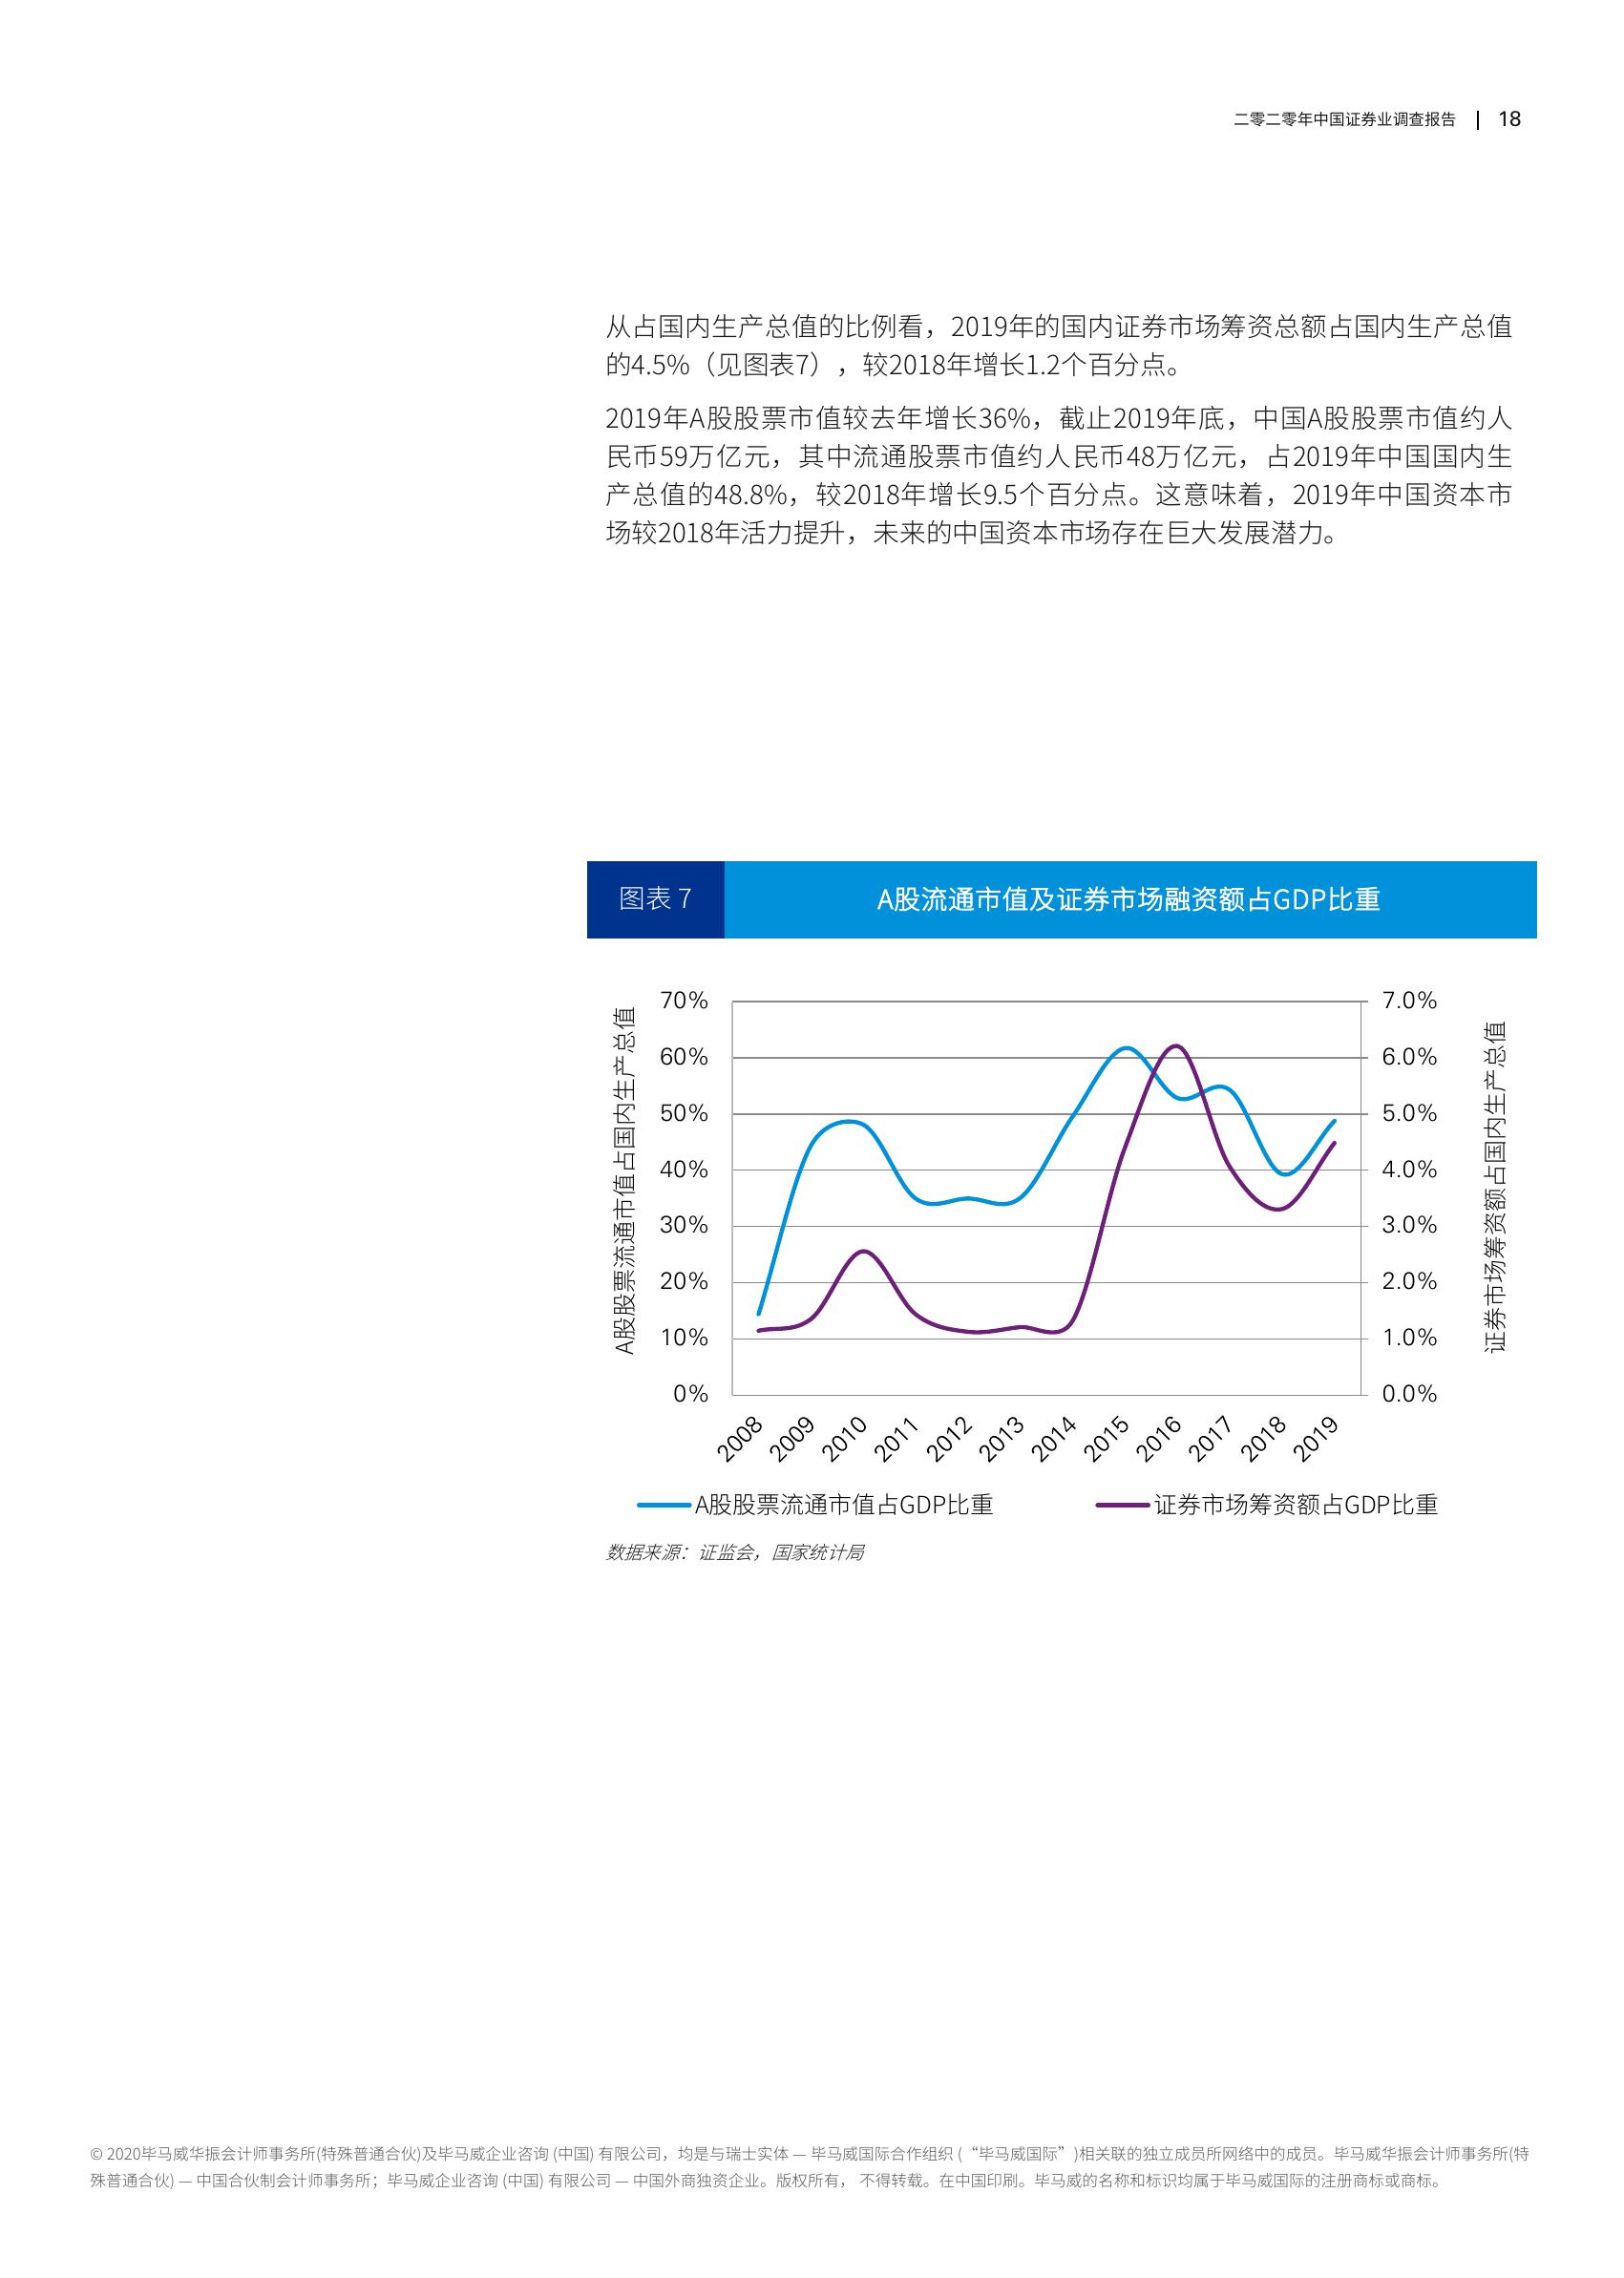 二零二零年中国证券业调查报告 | 18
从占国内生产总值的比例看，2019年的国内证券市场筹资总额占国内生产总值
的4.5%（见图表7），较2018年增长1.2个百分点。
2019年A股股票市值较去年增长36%，截止2019年底，中国A股股票市值约人
民币59万亿元，其中流通股票市值约人民币48万亿元，占2019年中国国内生
产总值的48.8%，较2018年增长9.5个百分点。这意味着，2019年中国资本市
场较2018年活力提升，未来的中国资本市场存在巨大发展潜力。
图表 7
A股流通市值及证券市场融资额占GDP比重
A股股票流通市值占国内生产总值
70%
60%
50%
40%
30%
20%
10%
0%
7.0%
6.0%
5.0%
4.0%
3.0%
2.0%
1.0%
0.0%
证券市场筹资额占国内生产总值
2008 2009 2010 2011 2012 2013 2014 2015 2016 2017 2018 2019
A股股票流通市值占GDP比重 证券市场筹资额占GDP比重
数据来源：证监会，国家统计局
© 2020毕马威华振会计师事务所(特殊普通合伙)及毕马威企业咨询 (中国) 有限公司，均是与瑞士实体 — 毕马威国际合作组织 (“毕马威国际”)相关联的独立成员所网络中的成员。毕马威华振会计师事务所(特
殊普通合伙) — 中国合伙制会计师事务所；毕马威企业咨询 (中国) 有限公司 — 中国外商独资企业。版权所有， 不得转载。在中国印刷。毕马威的名称和标识均属于毕马威国际的注册商标或商标。